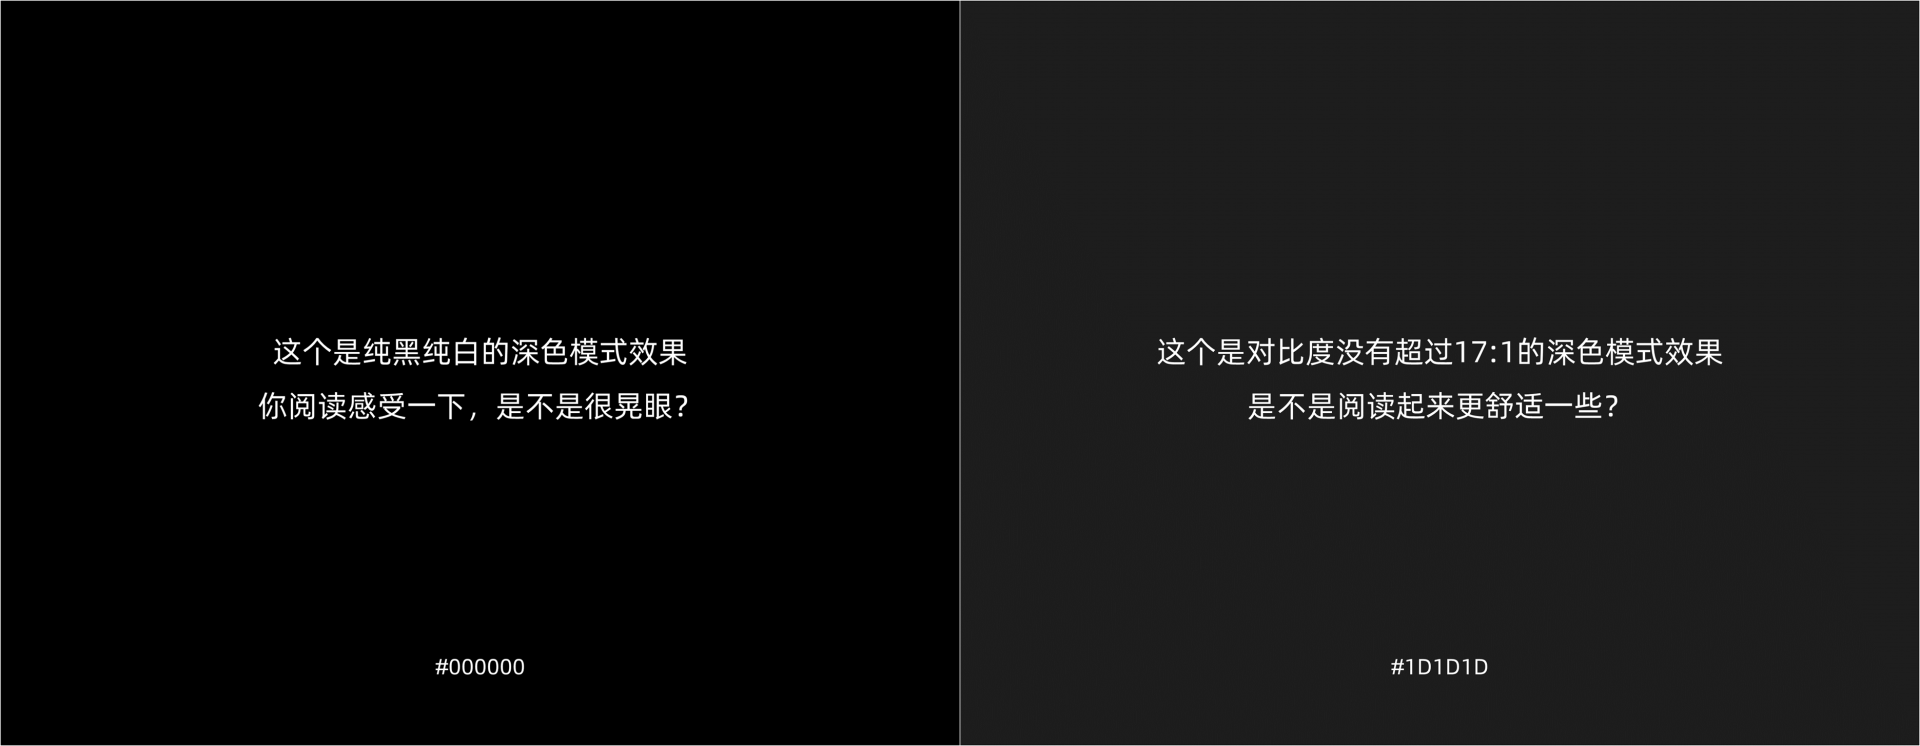 这个是纯黑纯白的深色模式效果
你阅读感受一下，是不是很晃眼？
#000000
这个是对比度没有超过17:1的深色模式效果
是不是阅读起来更舒适一些？
#1D1D1D